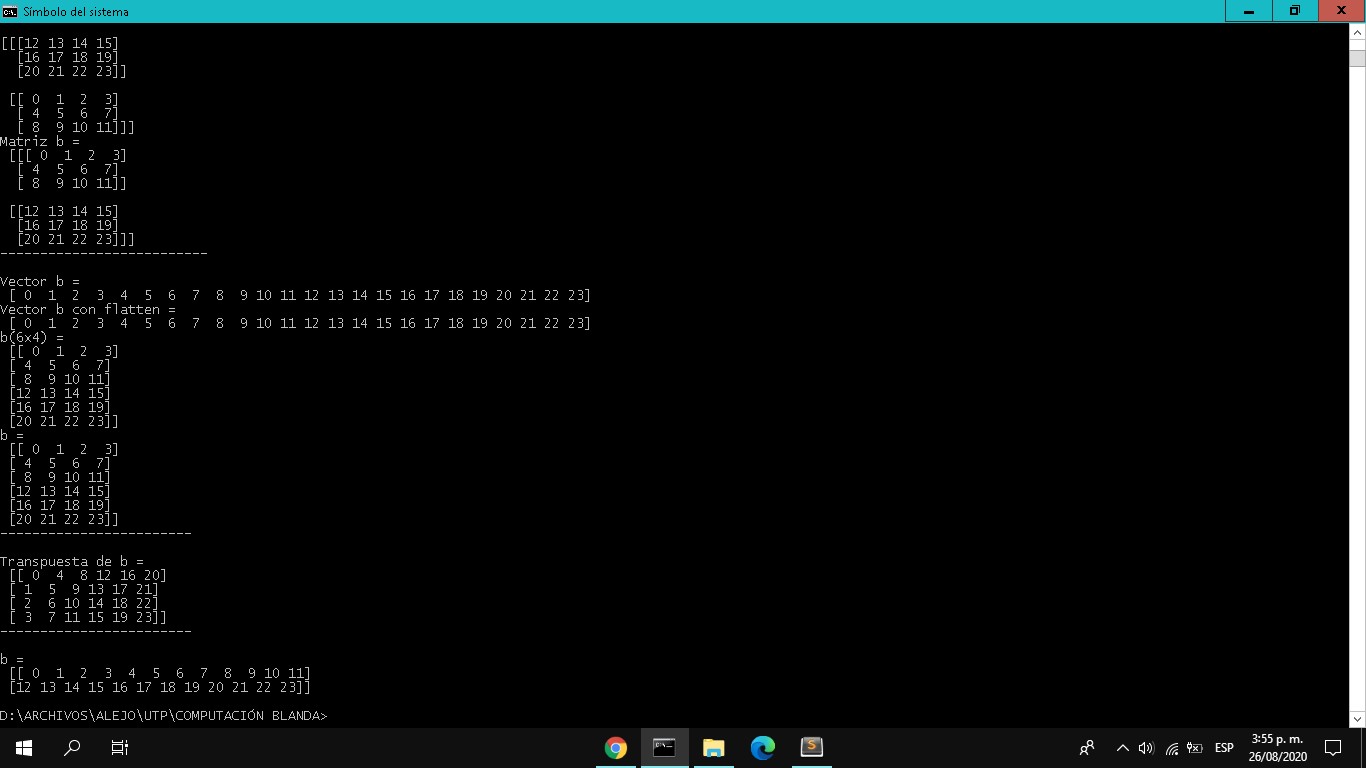 Símbolo del sistema
[[[12 13 14 15]
[16 17 18 19]
[20 21 22 23]]
[[ 0 1 2 3]
[ 4 5 6 7]
[ 8 9 10 11]]]
Matriz b =
[[[ 0 1 2 3]
[ 4 5 6 7]
[ 8 9 10 11]]
[[12 13 14 15]
[16 17 18 19]
[20 21 22 23]]]
--------------------------
Vector b =
[ 0 1 2 3 4 5 6 7 8 9 10 11 12 13 14 15 16 17 18 19 20 21 22 23]
Vector b con flatten =
[ 0 1 2 3 4 5 6 7 8 9 10 11 12 13 14 15 16 17 18 19 20 21 22 23]
b(6x4) =
[[ 0 1 2 3]
[ 4 5 6 7]
[ 8 9 10 11]
[12 13 14 15]
[16 17 18 19]
[20 21 22 23]]
b =
[[ 0 1 2 3]
[ 4 5 6 7]
[ 8 9 10 11]
[12 13 14 15]
[16 17 18 19]
[20 21 22 23]]
------------------------
Transpuesta de b =
[[ 0 4 8 12 16 20]
[ 1 5 9 13 17 21]
[ 2 6 10 14 18 22]
[ 3 7 11 15 19 23]]
------------------------
b =
[[ 0 1 2 3 4 5 6 7 8 9 10 11]
[12 13 14 15 16 17 18 19 20 21 22 23]]
D:\ARCHIVOS\ALEJO\UTP\COMPUTACIÓN BLANDA>
ESP
3:55 p. m.
26/08/2020